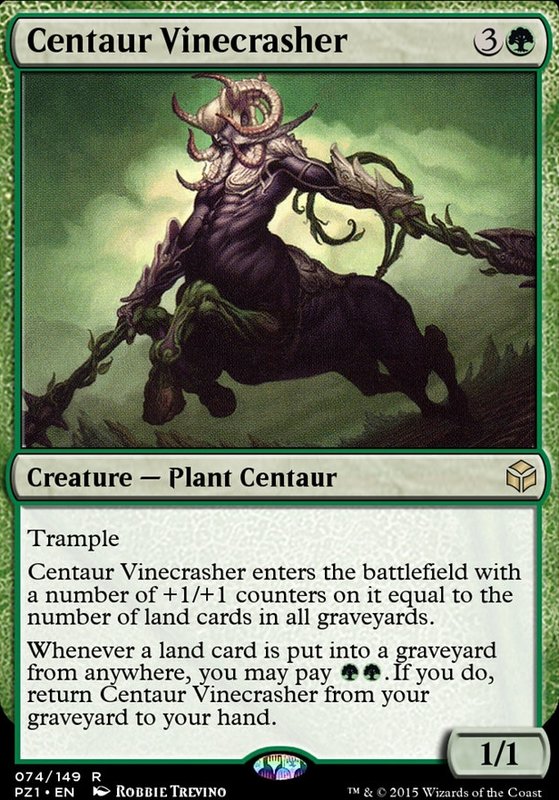 Centaur Vinecrasher 3
Creature — Plant Centaur
Trample
Centaur Vinecrasher enters the battlefield with
a number of +1/+1 counters on it equal to the
number of land cards in all graveyards.
Whenever a land card is put into a graveyard
from anywhere, you may pay . If you do,
return Centaur Vinecrasher from your
graveyard to your hand.
1/1
074/149 R
PZ1 • EN Robbie Trevino
™ & © 2015 Wizards of the Coast